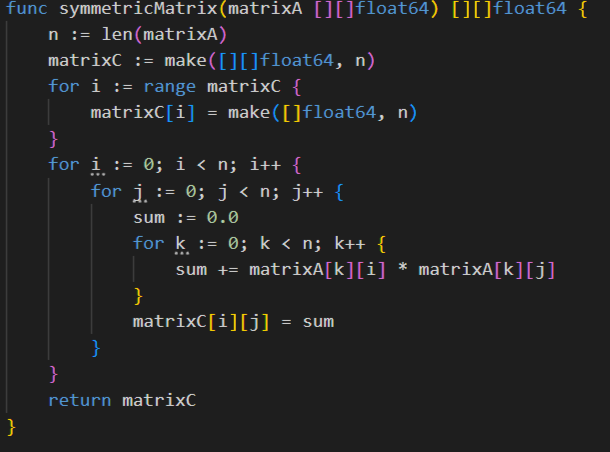 func symmetricMatrix(matrixA [][]float64) [][]float64 {
    n := len(matrixA)
    matrixC := make([][]float64, n)
    for i := range matrixC {
        matrixC[i] = make([]float64, n)
    }
    for i := 0; i < n; i++ {
        for j := 0; j < n; j++ {
            sum := 0.0
            for k := 0; k < n; k++ {
                sum += matrixA[k][i] * matrixA[k][j]
            }
            matrixC[i][j] = sum
        }
    }
    return matrixC
}